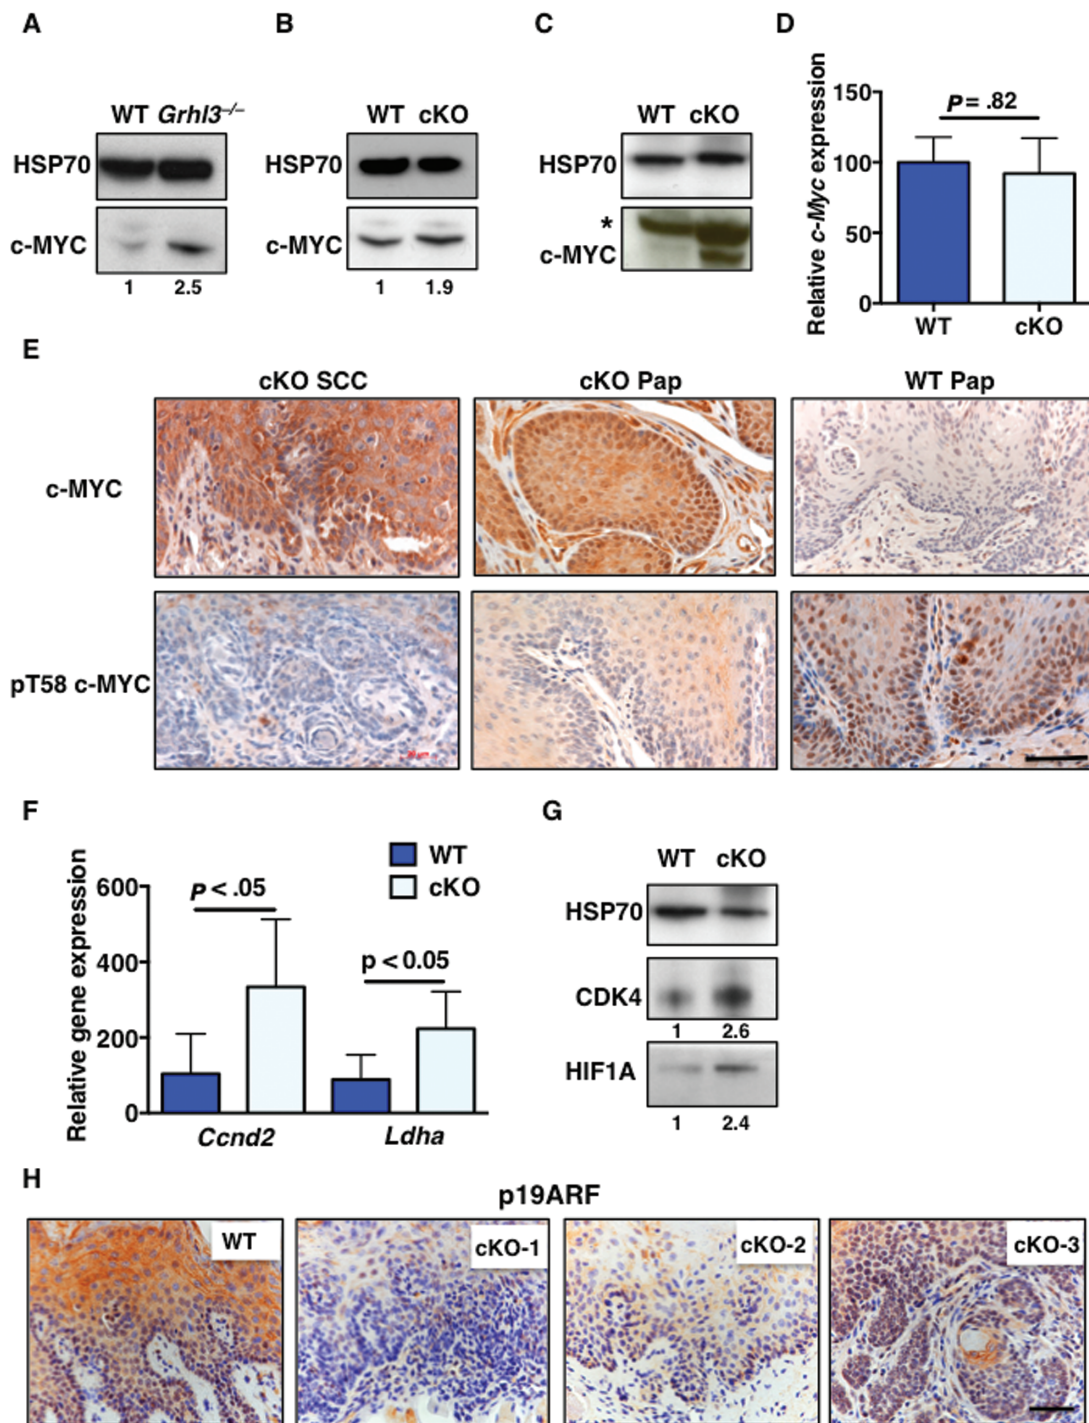 A
B
C
D
WT Grhl3–/–
HSP70
c-MYC
1 2.5
WT cKO
HSP70
c-MYC
1 1.9
WT cKO
HSP70
*
c-MYC
Relative c-Myc expression
150
100
50
0
P = .82
WT cKO
E
cKO SCC cKO Pap WT Pap
c-MYC
pT58 c-MYC
F
Relative gene expression
600
400
200
0
P < .05
p < 0.05
WT
cKO
Ccnd2 Ldha
G
WT cKO
HSP70
CDK4
1 2.6
HIF1A
1 2.4
H
p19ARF
WT cKO-1 cKO-2 cKO-3